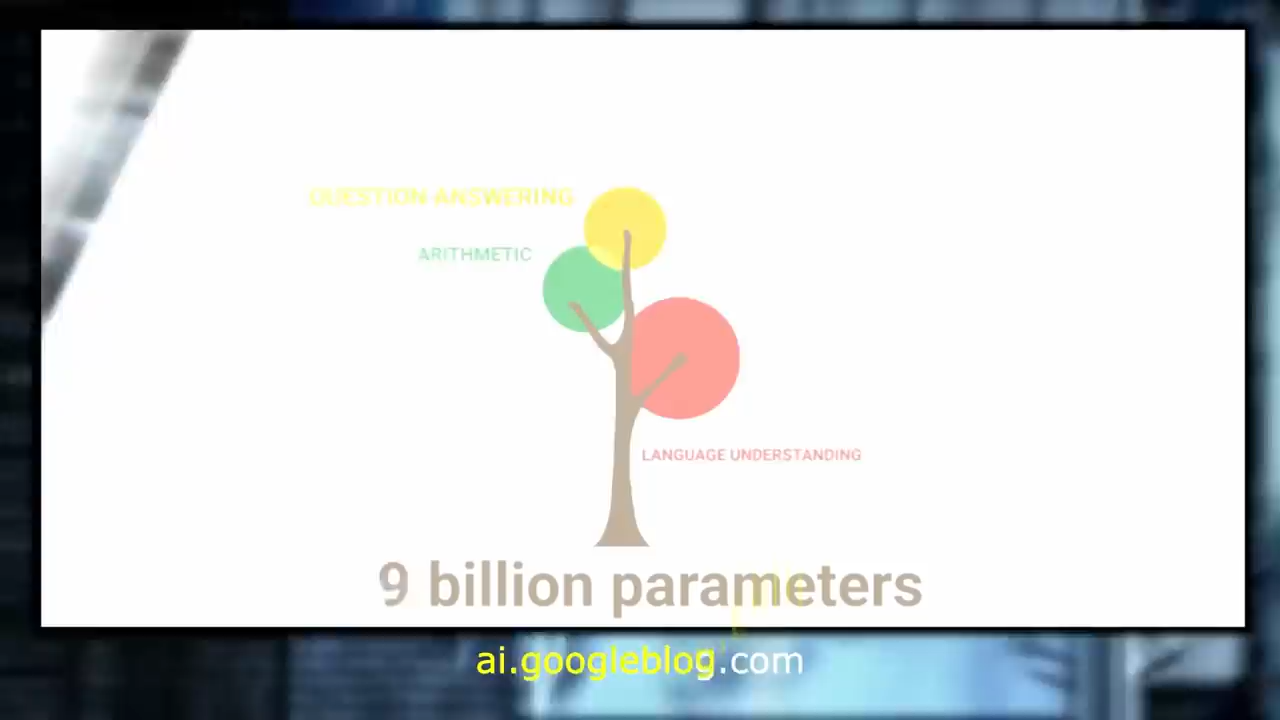 QUESTION ANSWERING
ARITHMETIC
LANGUAGE UNDERSTANDING
9 billion parameters
ai.googleblog.com